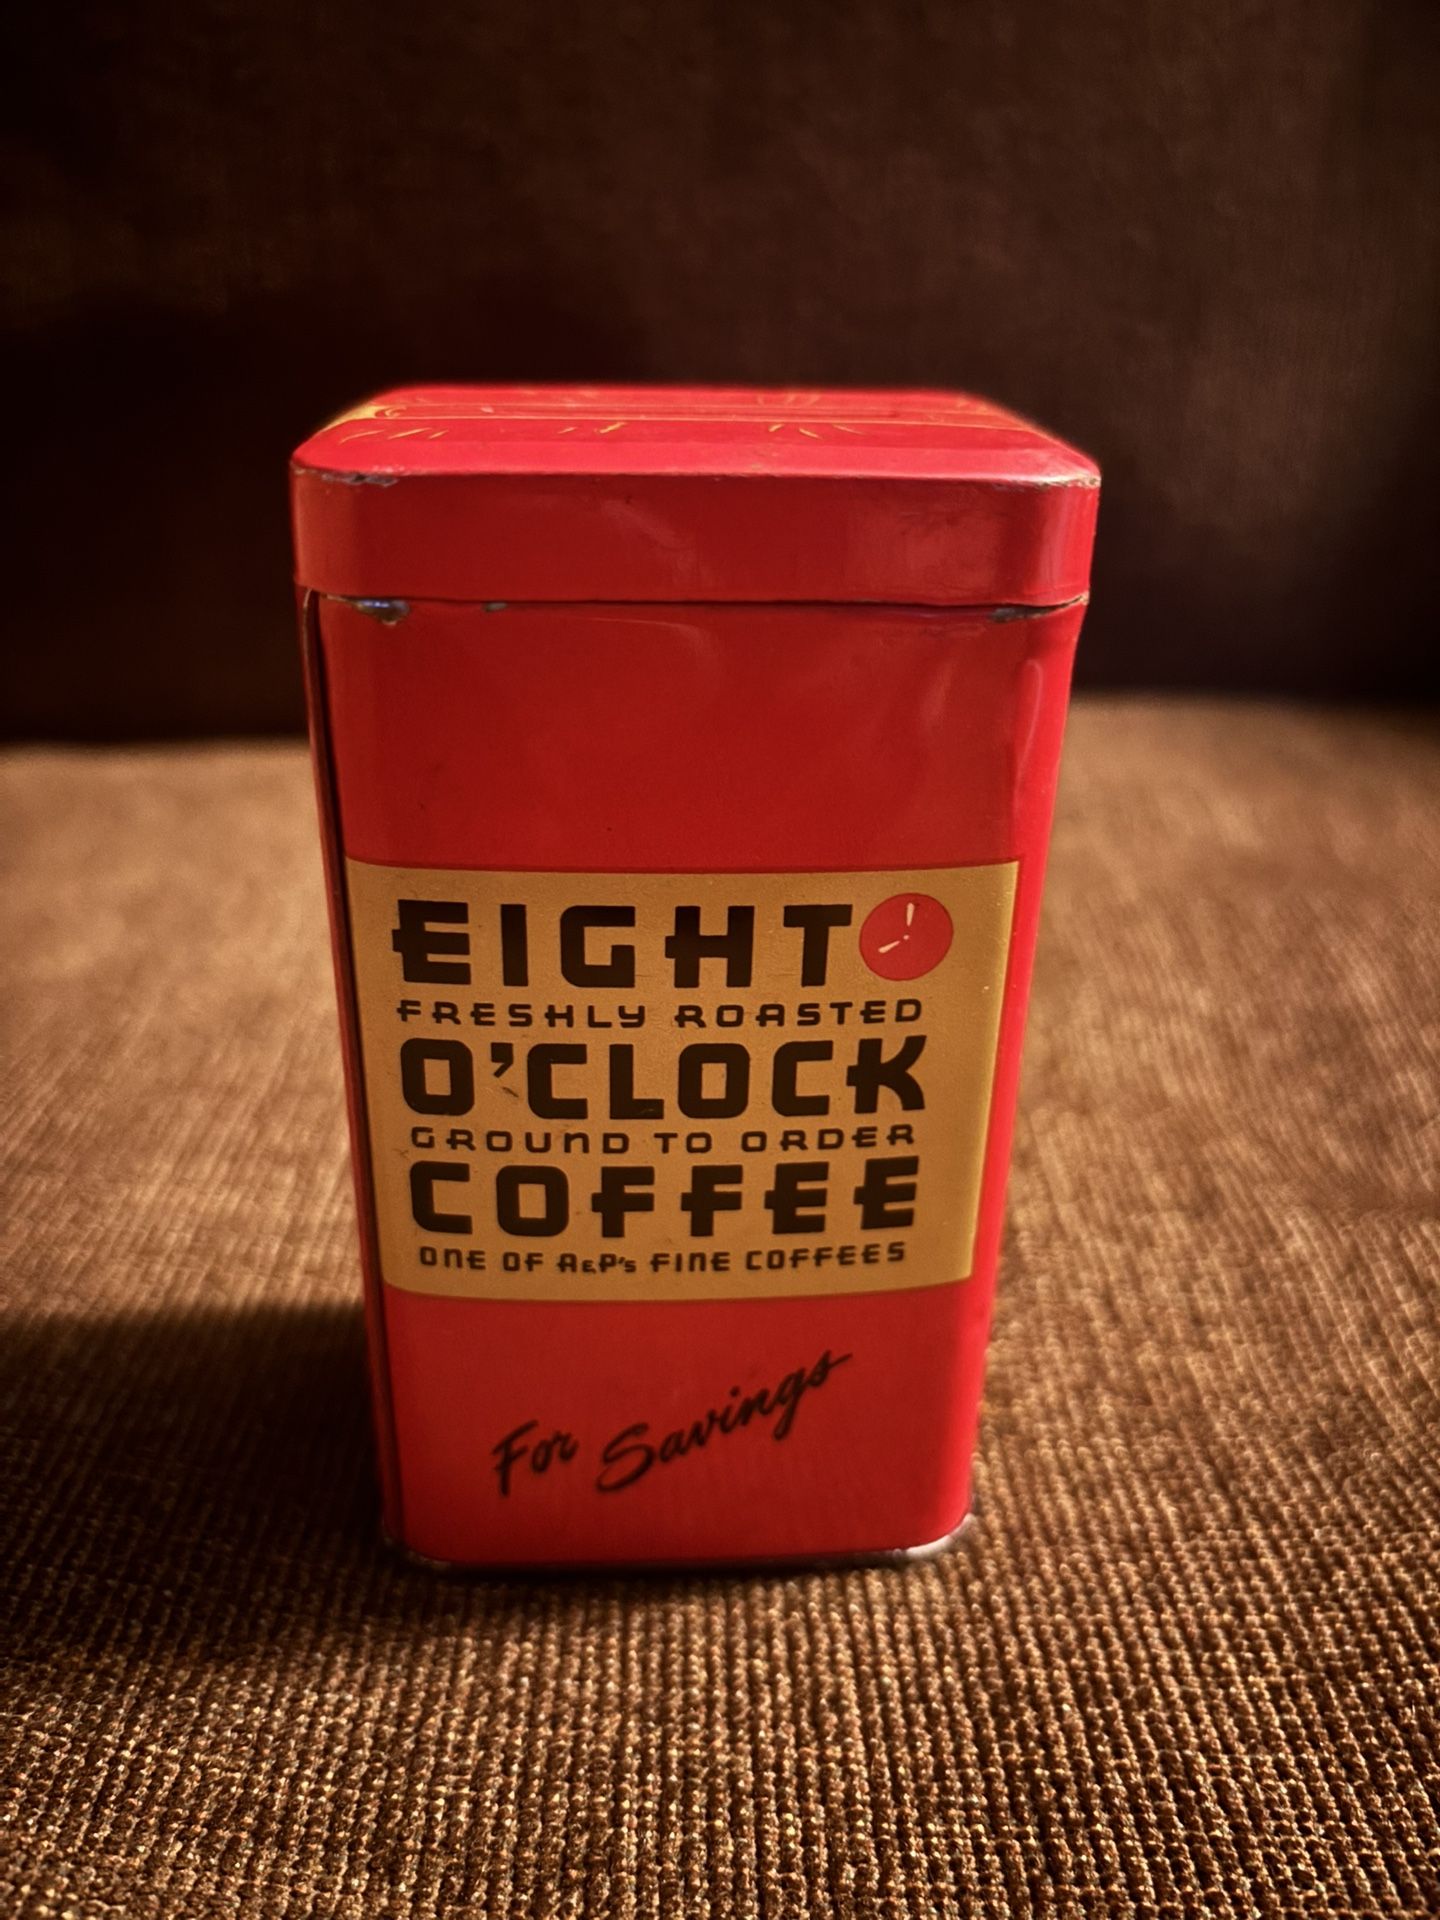 EIGHT
FRESHLY ROASTED
O'CLOCK
GROUND TO ORDER
COFFEE
ONE OF A&P's FINE COFFEES
For Savings